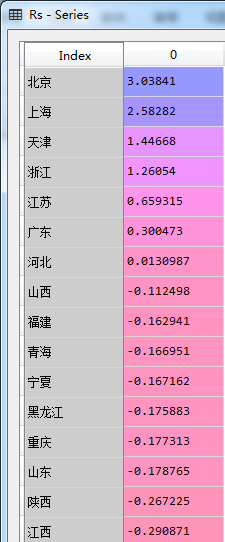 Rs - Series
Index 0
北京 3.03841
上海 2.58282
天津 1.44668
浙江 1.26054
江苏 0.659315
广东 0.300473
河北 0.0130987
山西 -0.112498
福建 -0.162941
青海 -0.166951
宁夏 -0.167162
黑龙江 -0.175883
重庆 -0.177313
山东 -0.178765
陕西 -0.267225
江西 -0.290871